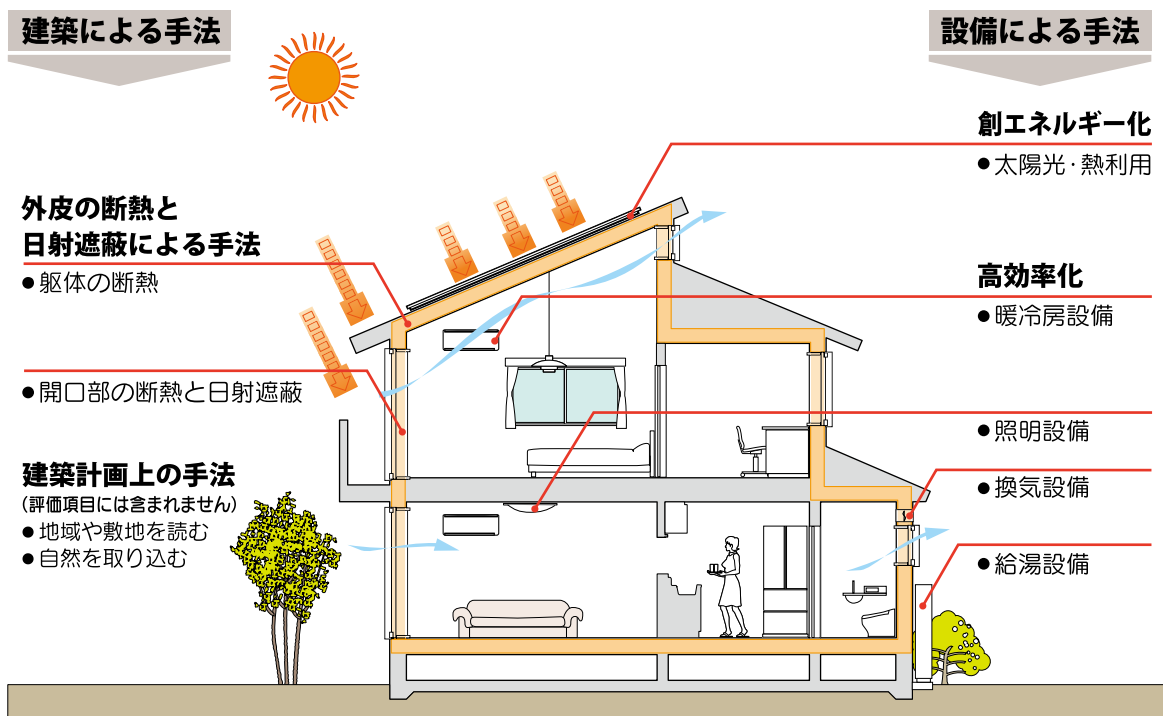 建築による手法
設備による手法
創エネルギー化
●太陽光・熱利用
外皮の断熱と
日射遮蔽による手法
●躯体の断熱
高効率化
●暖冷房設備
●開口部の断熱と日射遮蔽
●照明設備
建築計画上の手法
(評価項目には含まれません)
●地域や敷地を読む
●自然を取り込む
●換気設備
●給湯設備